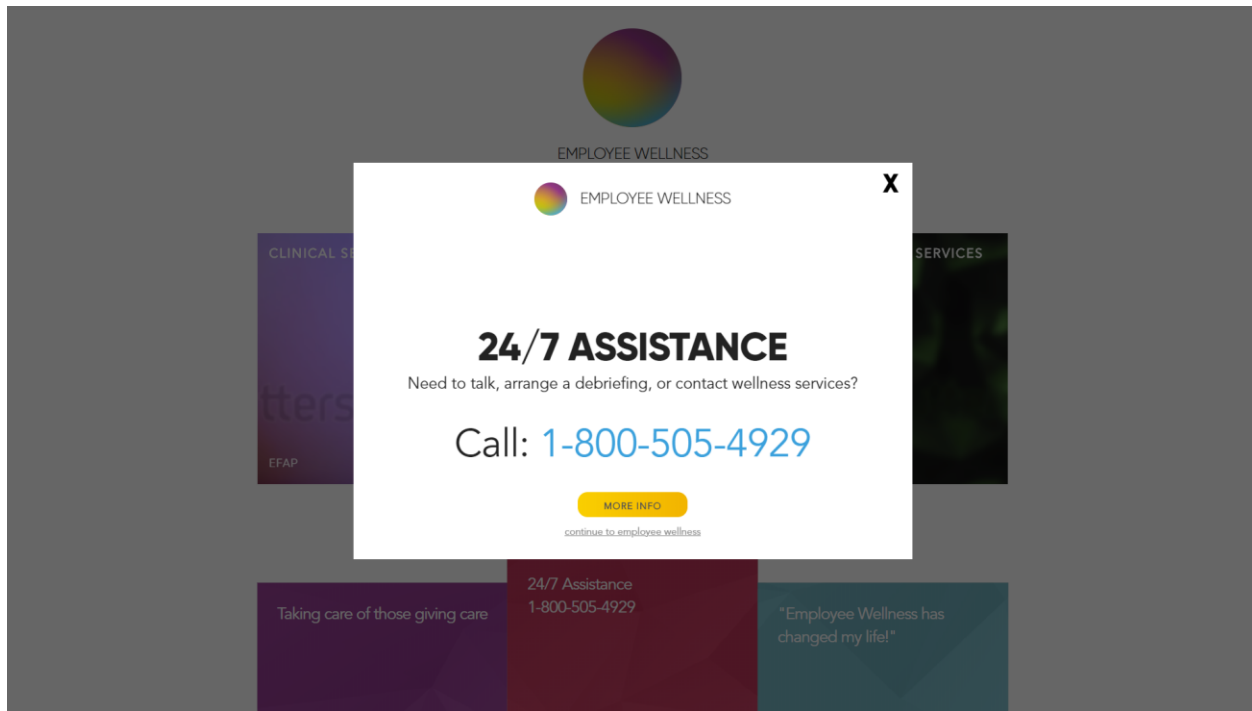 EMPLOYEE WELLNESS
X
EMPLOYEE WELLNESS
CLINICAL
SERVICES
24/7 ASSISTANCE
Need to talk, arrange a debriefing, or contact wellness services?
Call: 1-800-505-4929
tters
EFAP
MORE INFO
continue to employee wellness
Taking care of those giving care
24/7 Assistance
1-800-505-4929
"Employee Wellness has
changed my life!"